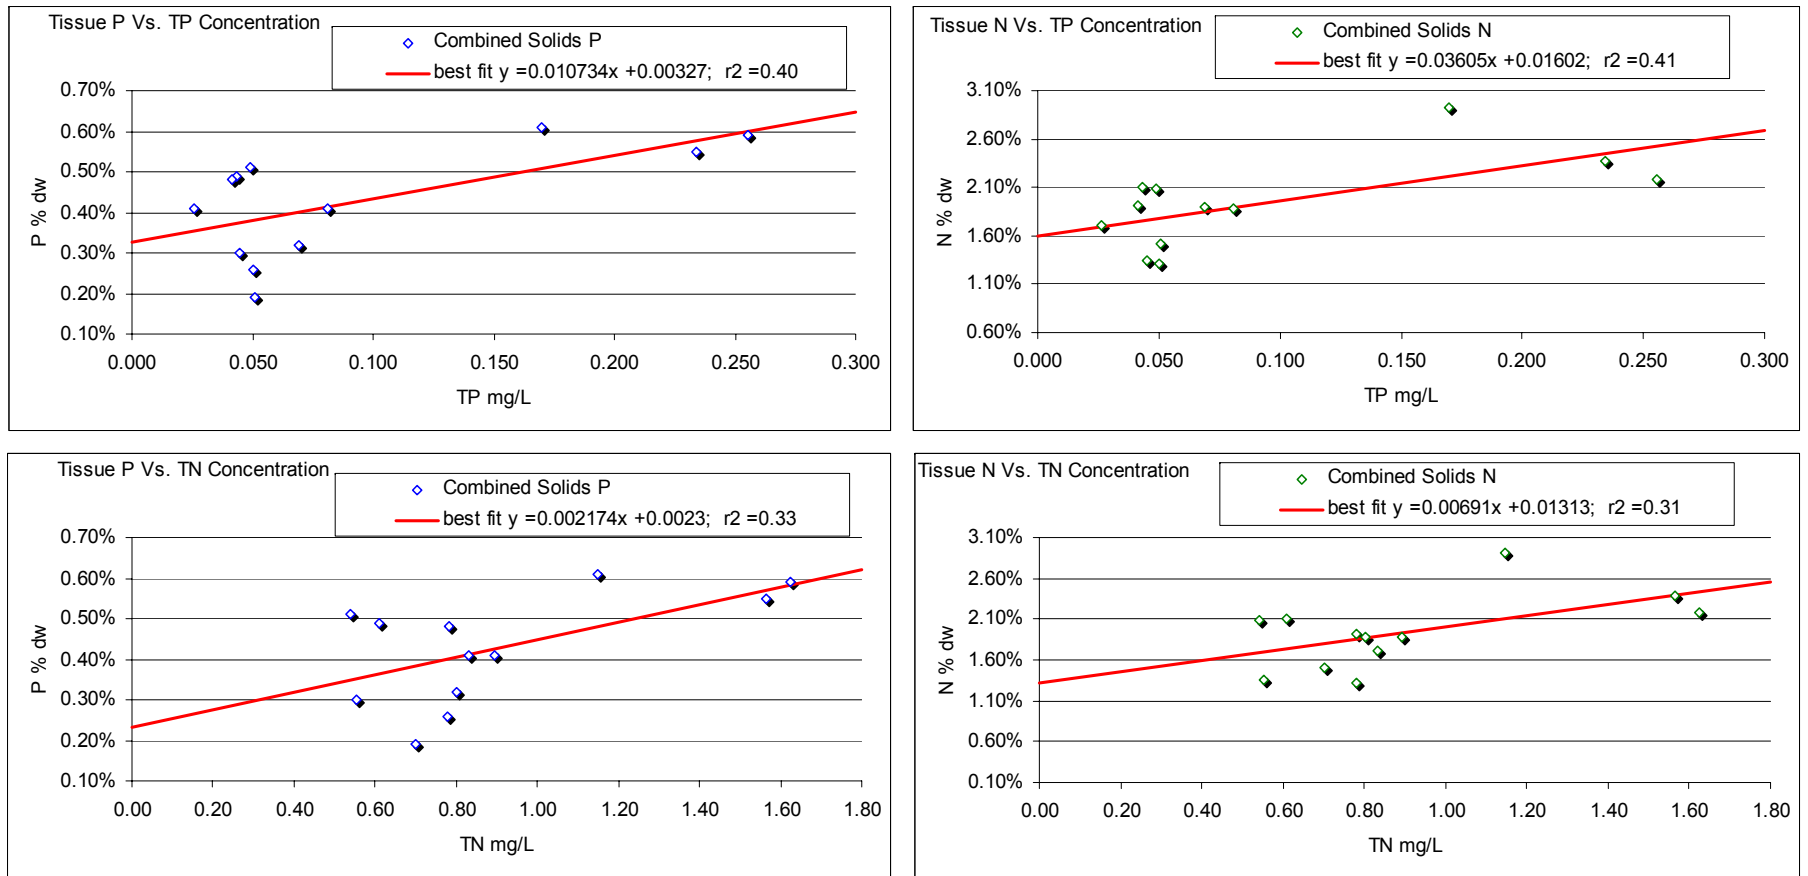 Tissue P Vs. TP Concentration
Combined Solids P
best fit y =0.010734x +0.00327; r2 =0.40
P % dw
0.70%
0.60%
0.50%
0.40%
0.30%
0.20%
0.10%
0.000 0.050 0.100 0.150 0.200 0.250 0.300
TP mg/L
Tissue N Vs. TP Concentration
Combined Solids N
best fit y =0.03605x +0.01602; r2 =0.41
N % dw
3.10%
2.60%
2.10%
1.60%
1.10%
0.60%
0.000 0.050 0.100 0.150 0.200 0.250 0.300
TP mg/L
Tissue P Vs. TN Concentration
Combined Solids P
best fit y =0.002174x +0.0023; r2 =0.33
P % dw
0.70%
0.60%
0.50%
0.40%
0.30%
0.20%
0.10%
0.00 0.20 0.40 0.60 0.80 1.00 1.20 1.40 1.60 1.80
TN mg/L
Tissue N Vs. TN Concentration
Combined Solids N
best fit y =0.00691x +0.01313; r2 =0.31
N % dw
3.10%
2.60%
2.10%
1.60%
1.10%
0.60%
0.10%
0.00 0.20 0.40 0.60 0.80 1.00 1.20 1.40 1.60 1.80
TN mg/L